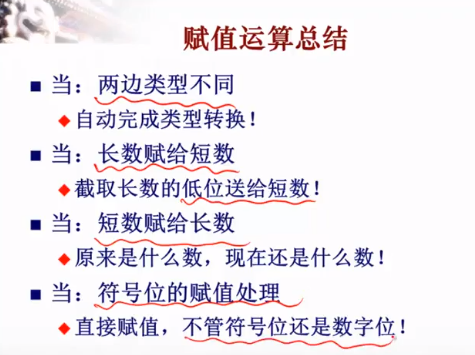 赋值运算总结
■ 当：两边类型不同
◆自动完成类型转换！
■ 当：长数赋给短数
◆截取长数的低位送给短数！
■ 当：短数赋给长数
◆原来是什么数，现在还是什么数！
■ 当：符号位的赋值处理
◆直接赋值，不管符号位还是数字位！